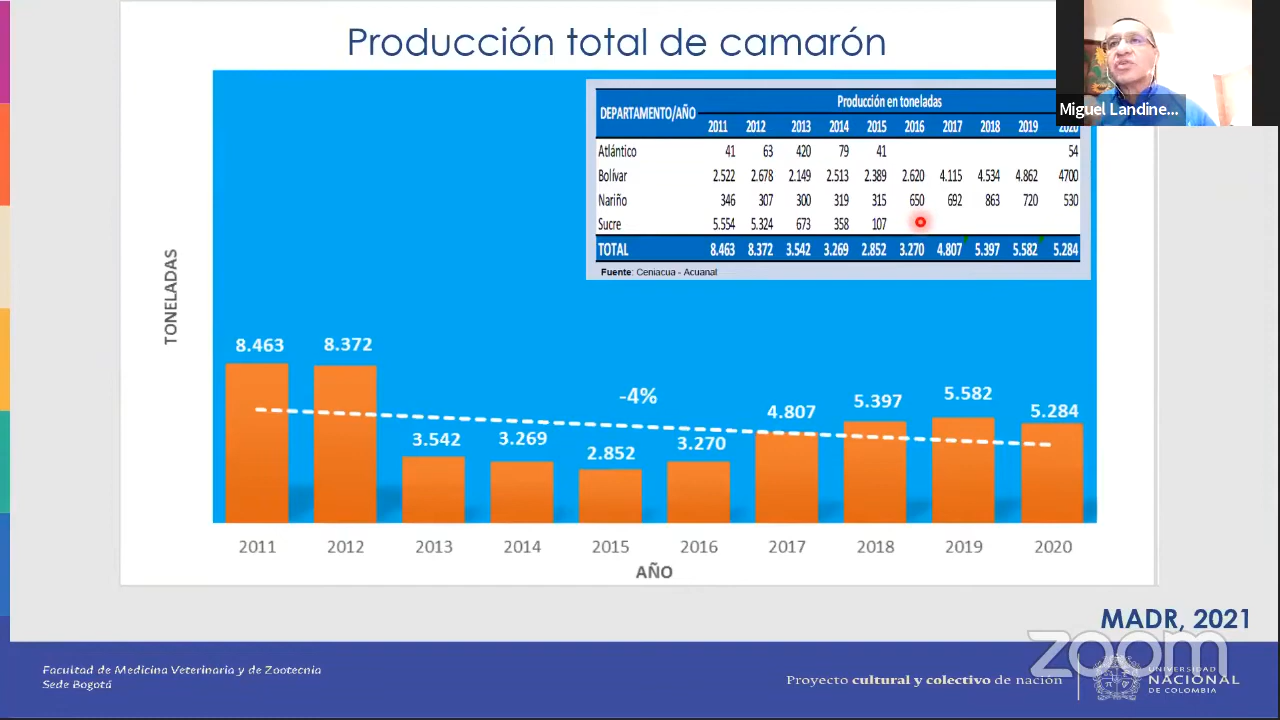 Producción total de camarón
Miguel Landine...
DEPARTAMENTO/AÑO Producción en toneladas
2011 2012 2013 2014 2015 2016 2017 2018 2019 2020
Atlántico 41 63 420 79 41 54
Bolívar 2.522 2.678 2.149 2.513 2.389 2.620 4.115 4.534 4.862 4700
Nariño 346 307 300 319 315 650 692 863 720 530
Sucre 5.554 5.324 673 358 107
TOTAL 8.463 8.372 3.542 3.269 2.852 3.270 4.807 5.397 5.582 5.284
Fuente: Ceniacua - Acuanal
TONELADAS
8.463 8.372 3.542 3.269 2.852 3.270 4.807 5.397 5.582 5.284
-4%
2011 2012 2013 2014 2015 2016 2017 2018 2019 2020
AÑO
MADR, 2021
zoom
Facultad de Medicina Veterinaria y de Zootecnia
Sede Bogotá
Proyecto cultural y colectivo de nación
UNIVERSIDAD
NACIONAL
DE COLOMBIA